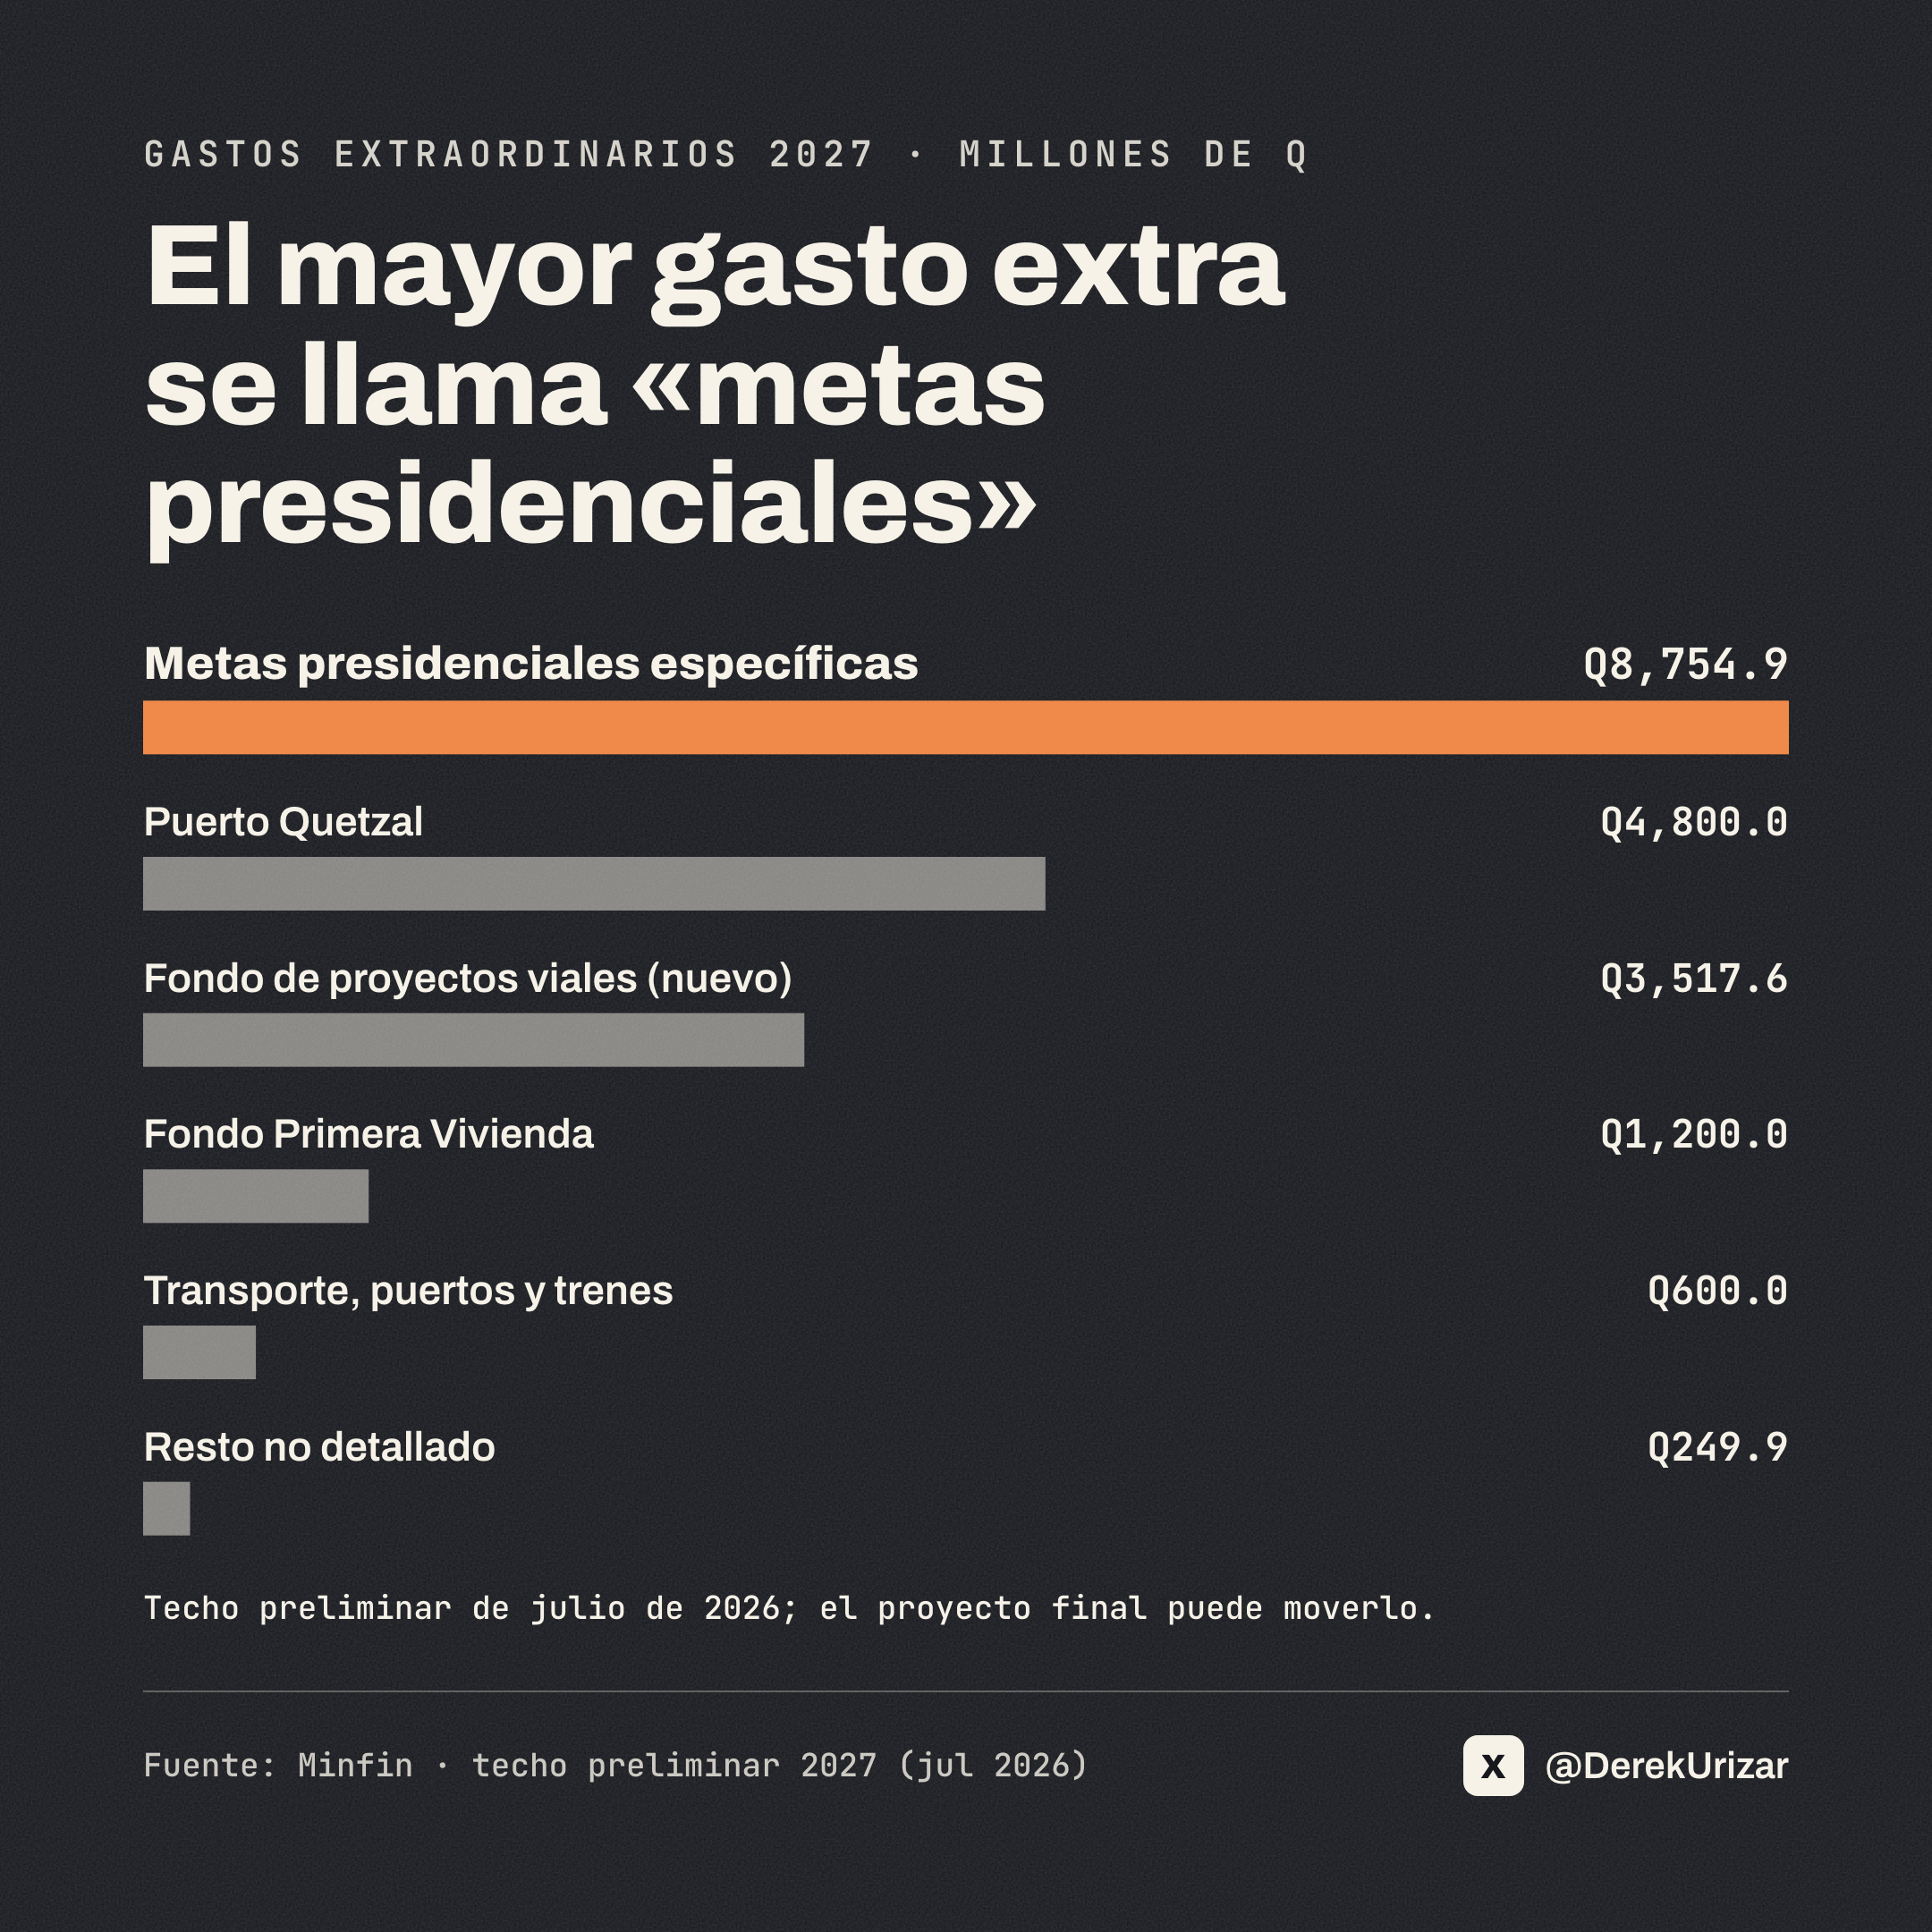 GASTOS EXTRAORDINARIOS 2027 · MILLONES DE Q
El mayor gasto extra
se llama «metas
presidenciales»
Metas presidenciales específicas Q8,754.9
Puerto Quetzal Q4,800.0
Fondo de proyectos viales (nuevo) Q3,517.6
Fondo Primera Vivienda Q1,200.0
Transporte, puertos y trenes Q600.0
Resto no detallado Q249.9
Techo preliminar de julio de 2026; el proyecto final puede moverlo.
Fuente: Minfin · techo preliminar 2027 (jul 2026) X @DerekUrizar